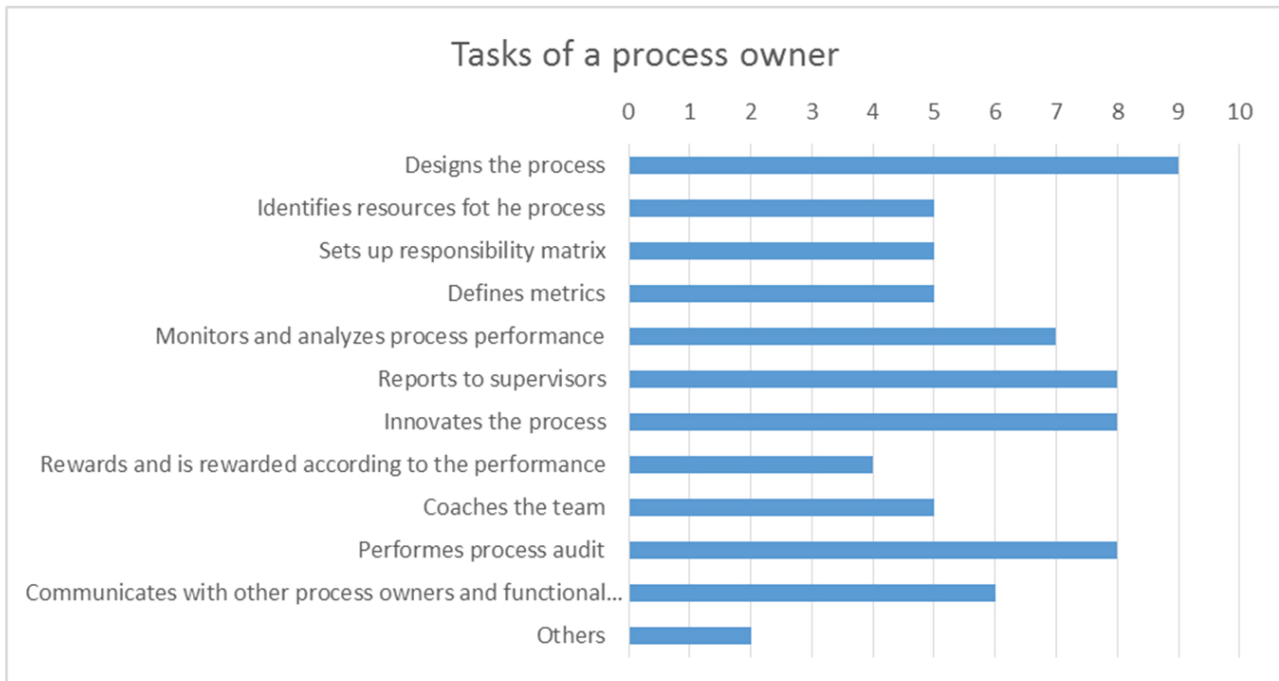 Tasks of a process owner
0 1 2 3 4 5 6 7 8 9 10
Designs the process
Identifies resources fot he process
Sets up responsibility matrix
Defines metrics
Monitors and analyzes process performance
Reports to supervisors
Innovates the process
Rewards and is rewarded according to the performance
Coaches the team
Performes process audit
Communicates with other process owners and functional…
Others